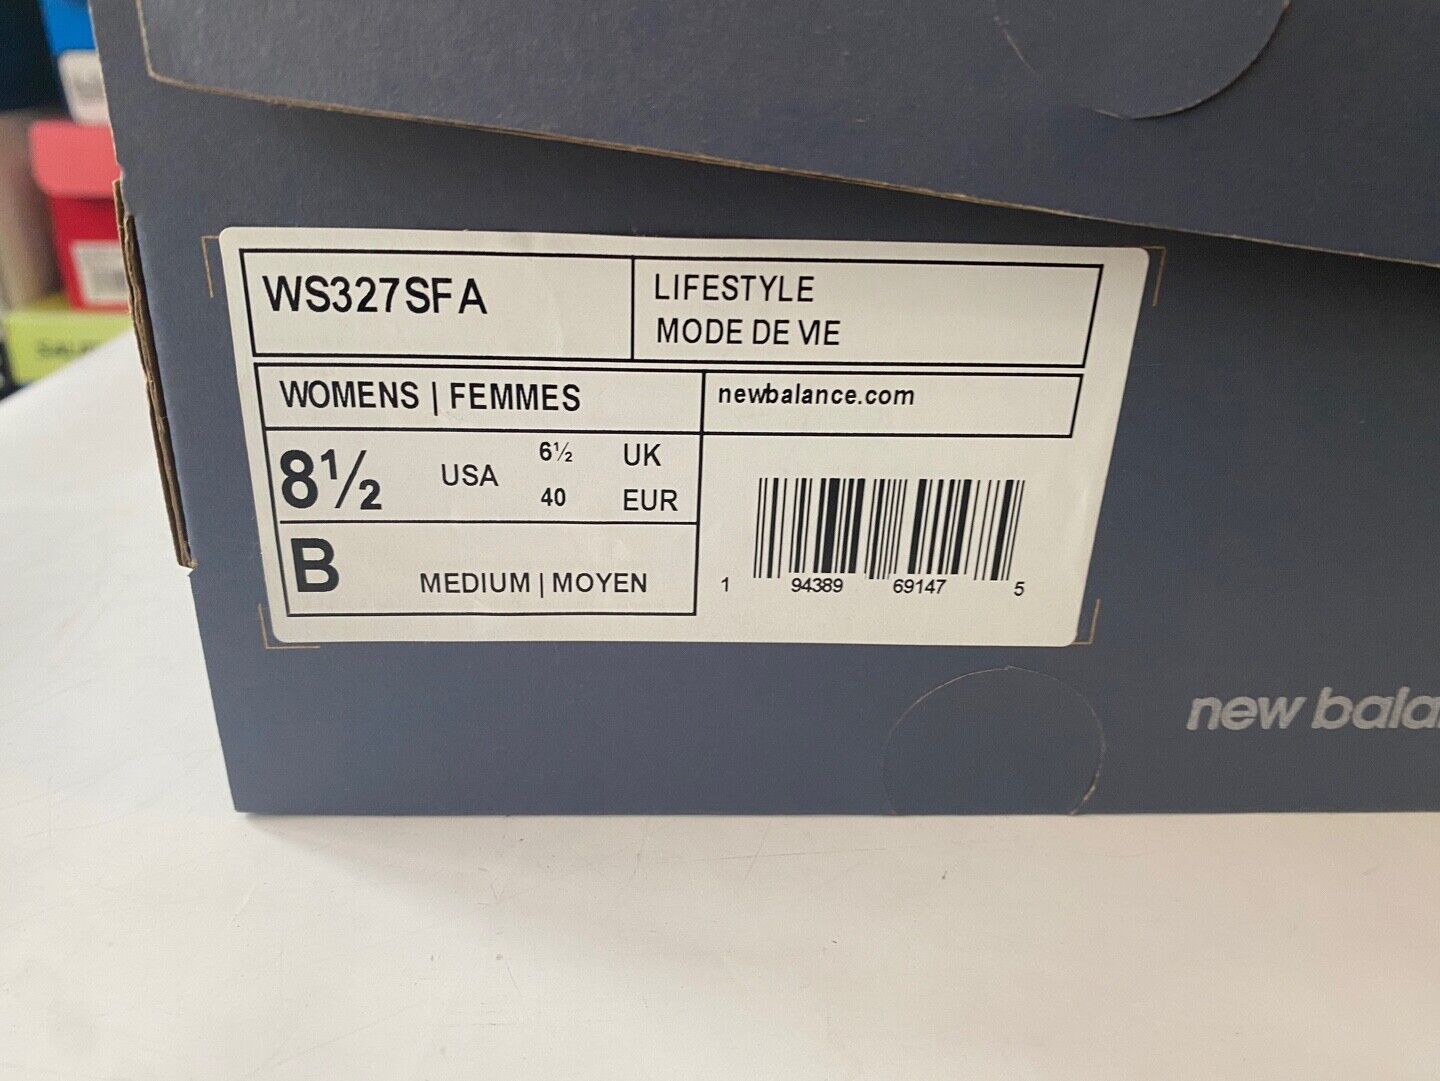 WS327SFA
LIFESTYLE
MODE DE VIE
WOMENS | FEMMES
newbalance.com
8½ USA 6½ UK
40 EUR
B MEDIUM | MOYEN
1 94389 69147 5
new bala